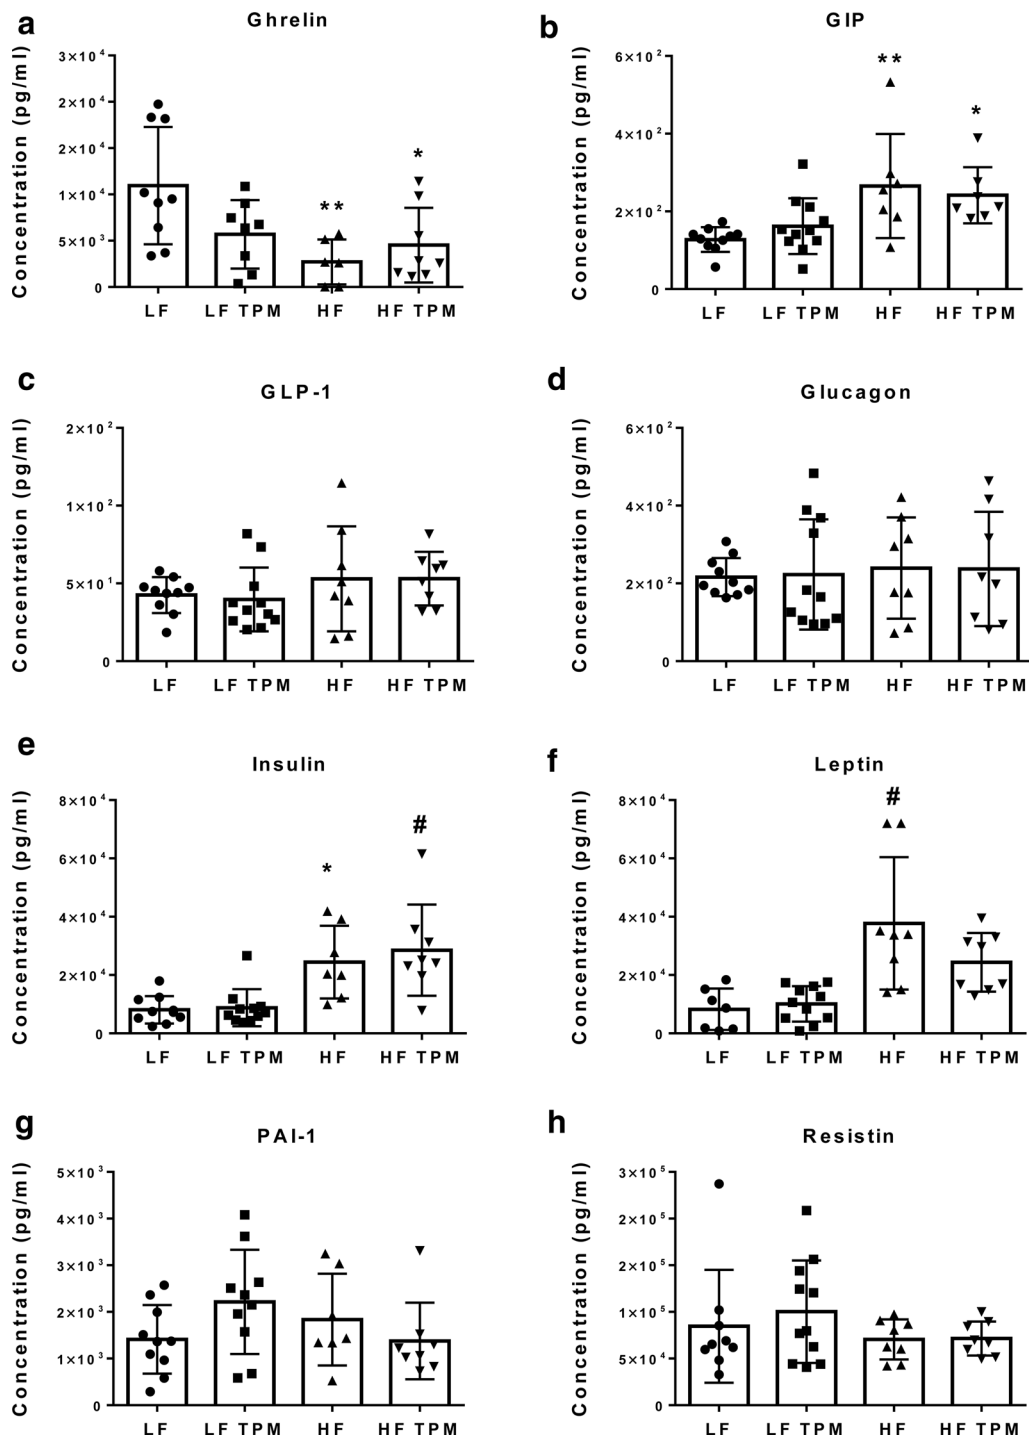 a
Ghrelin
Concentration (pg/ml)
3×10⁴
2×10⁴
2×10⁴
1×10⁴
5×10³
0
**
*
LF LF TPM HF HF TPM
b
GIP
Concentration (pg/ml)
6×10²
4×10²
2×10²
0
**
*
LF LF TPM HF HF TPM
c
GLP-1
Concentration (pg/ml)
2×10²
1×10²
5×10¹
0
LF LF TPM HF HF TPM
d
Glucagon
Concentration (pg/ml)
6×10²
4×10²
2×10²
0
LF LF TPM HF HF TPM
e
Insulin
Concentration (pg/ml)
8×10⁴
6×10⁴
4×10⁴
2×10⁴
0
*
#
LF LF TPM HF HF TPM
f
Leptin
Concentration (pg/ml)
8×10⁴
6×10⁴
4×10⁴
2×10⁴
0
#
LF LF TPM HF HF TPM
g
PAI-1
Concentration (pg/ml)
5×10³
4×10³
3×10³
2×10³
1×10³
0
LF LF TPM HF HF TPM
h
Resistin
Concentration (pg/ml)
3×10⁵
2×10⁵
2×10⁵
1×10⁵
5×10⁴
0
LF LF TPM HF HF TPM